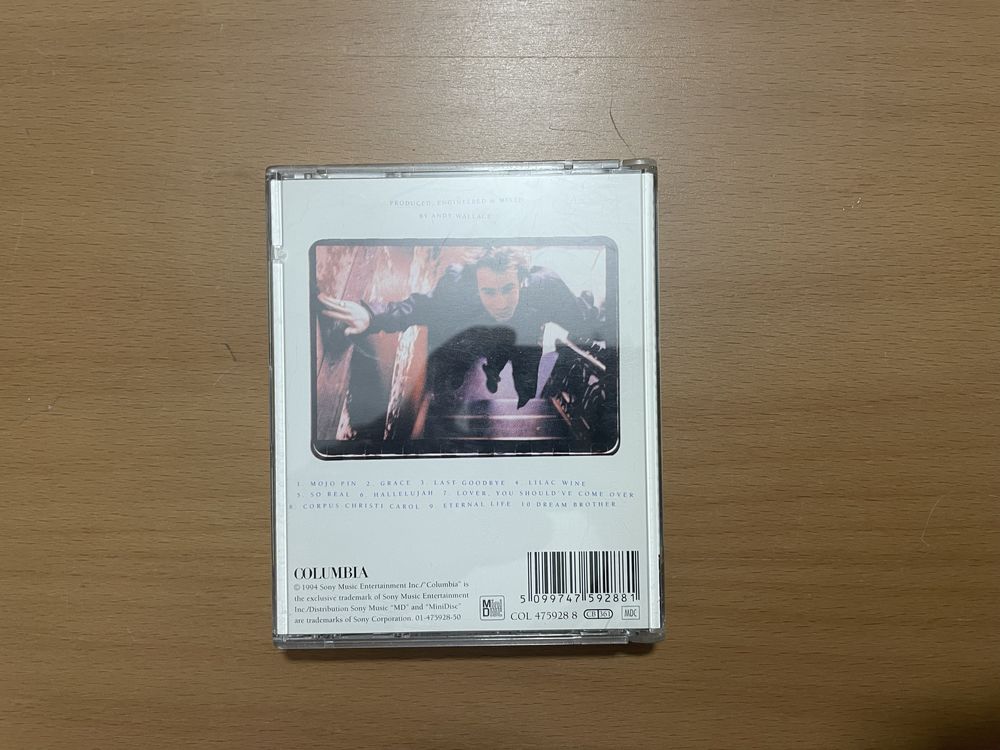 PRODUCED, ENGINEERED & MIXED
BY ANDY WALLACE
1. MOJO PIN 2. GRACE 3. LAST GOODBYE 4. LILAC WINE
5. SO REAL 6. HALLELUJAH 7. LOVER, YOU SHOULD'VE COME OVER
8. CORPUS CHRISTI CAROL 9. ETERNAL LIFE 10 DREAM BROTHER
COLUMBIA
©1994 Sony Music Entertainment Inc./"Columbia" is
the exclusive trademark of Sony Music Entertainment
Inc/Distribution Sony Music "MD" and "MiniDisc"
are trademarks of Sony Corporation. 01-475928-50
Mini Disc
5 099747 592881
COL 475928 8 CB 363 MDC